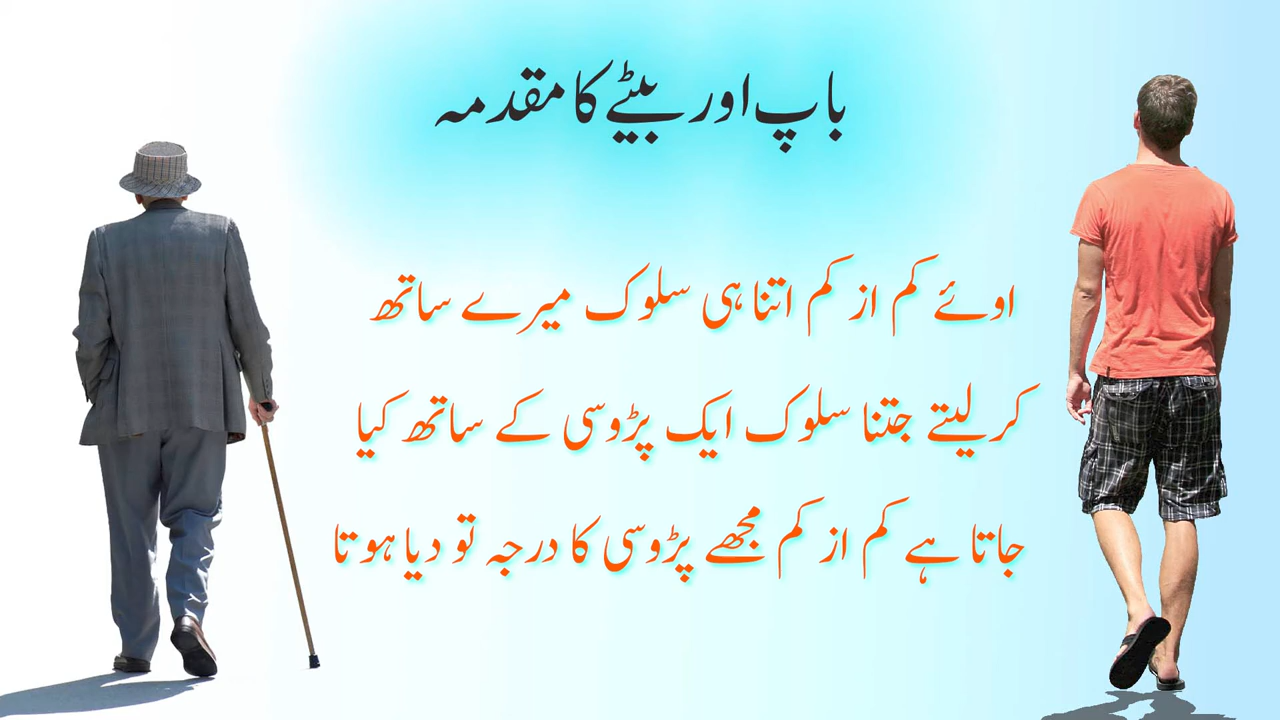 باپ اور بیٹے کا مقدمہ
اوئے کم از کم اتنا ہی سلوک میرے ساتھ
کر لیتے جتنا سلوک ایک پڑوسی کے ساتھ کیا
جاتا ہے کم از کم مجھے پڑوسی کا درجہ تو دیا ہوتا